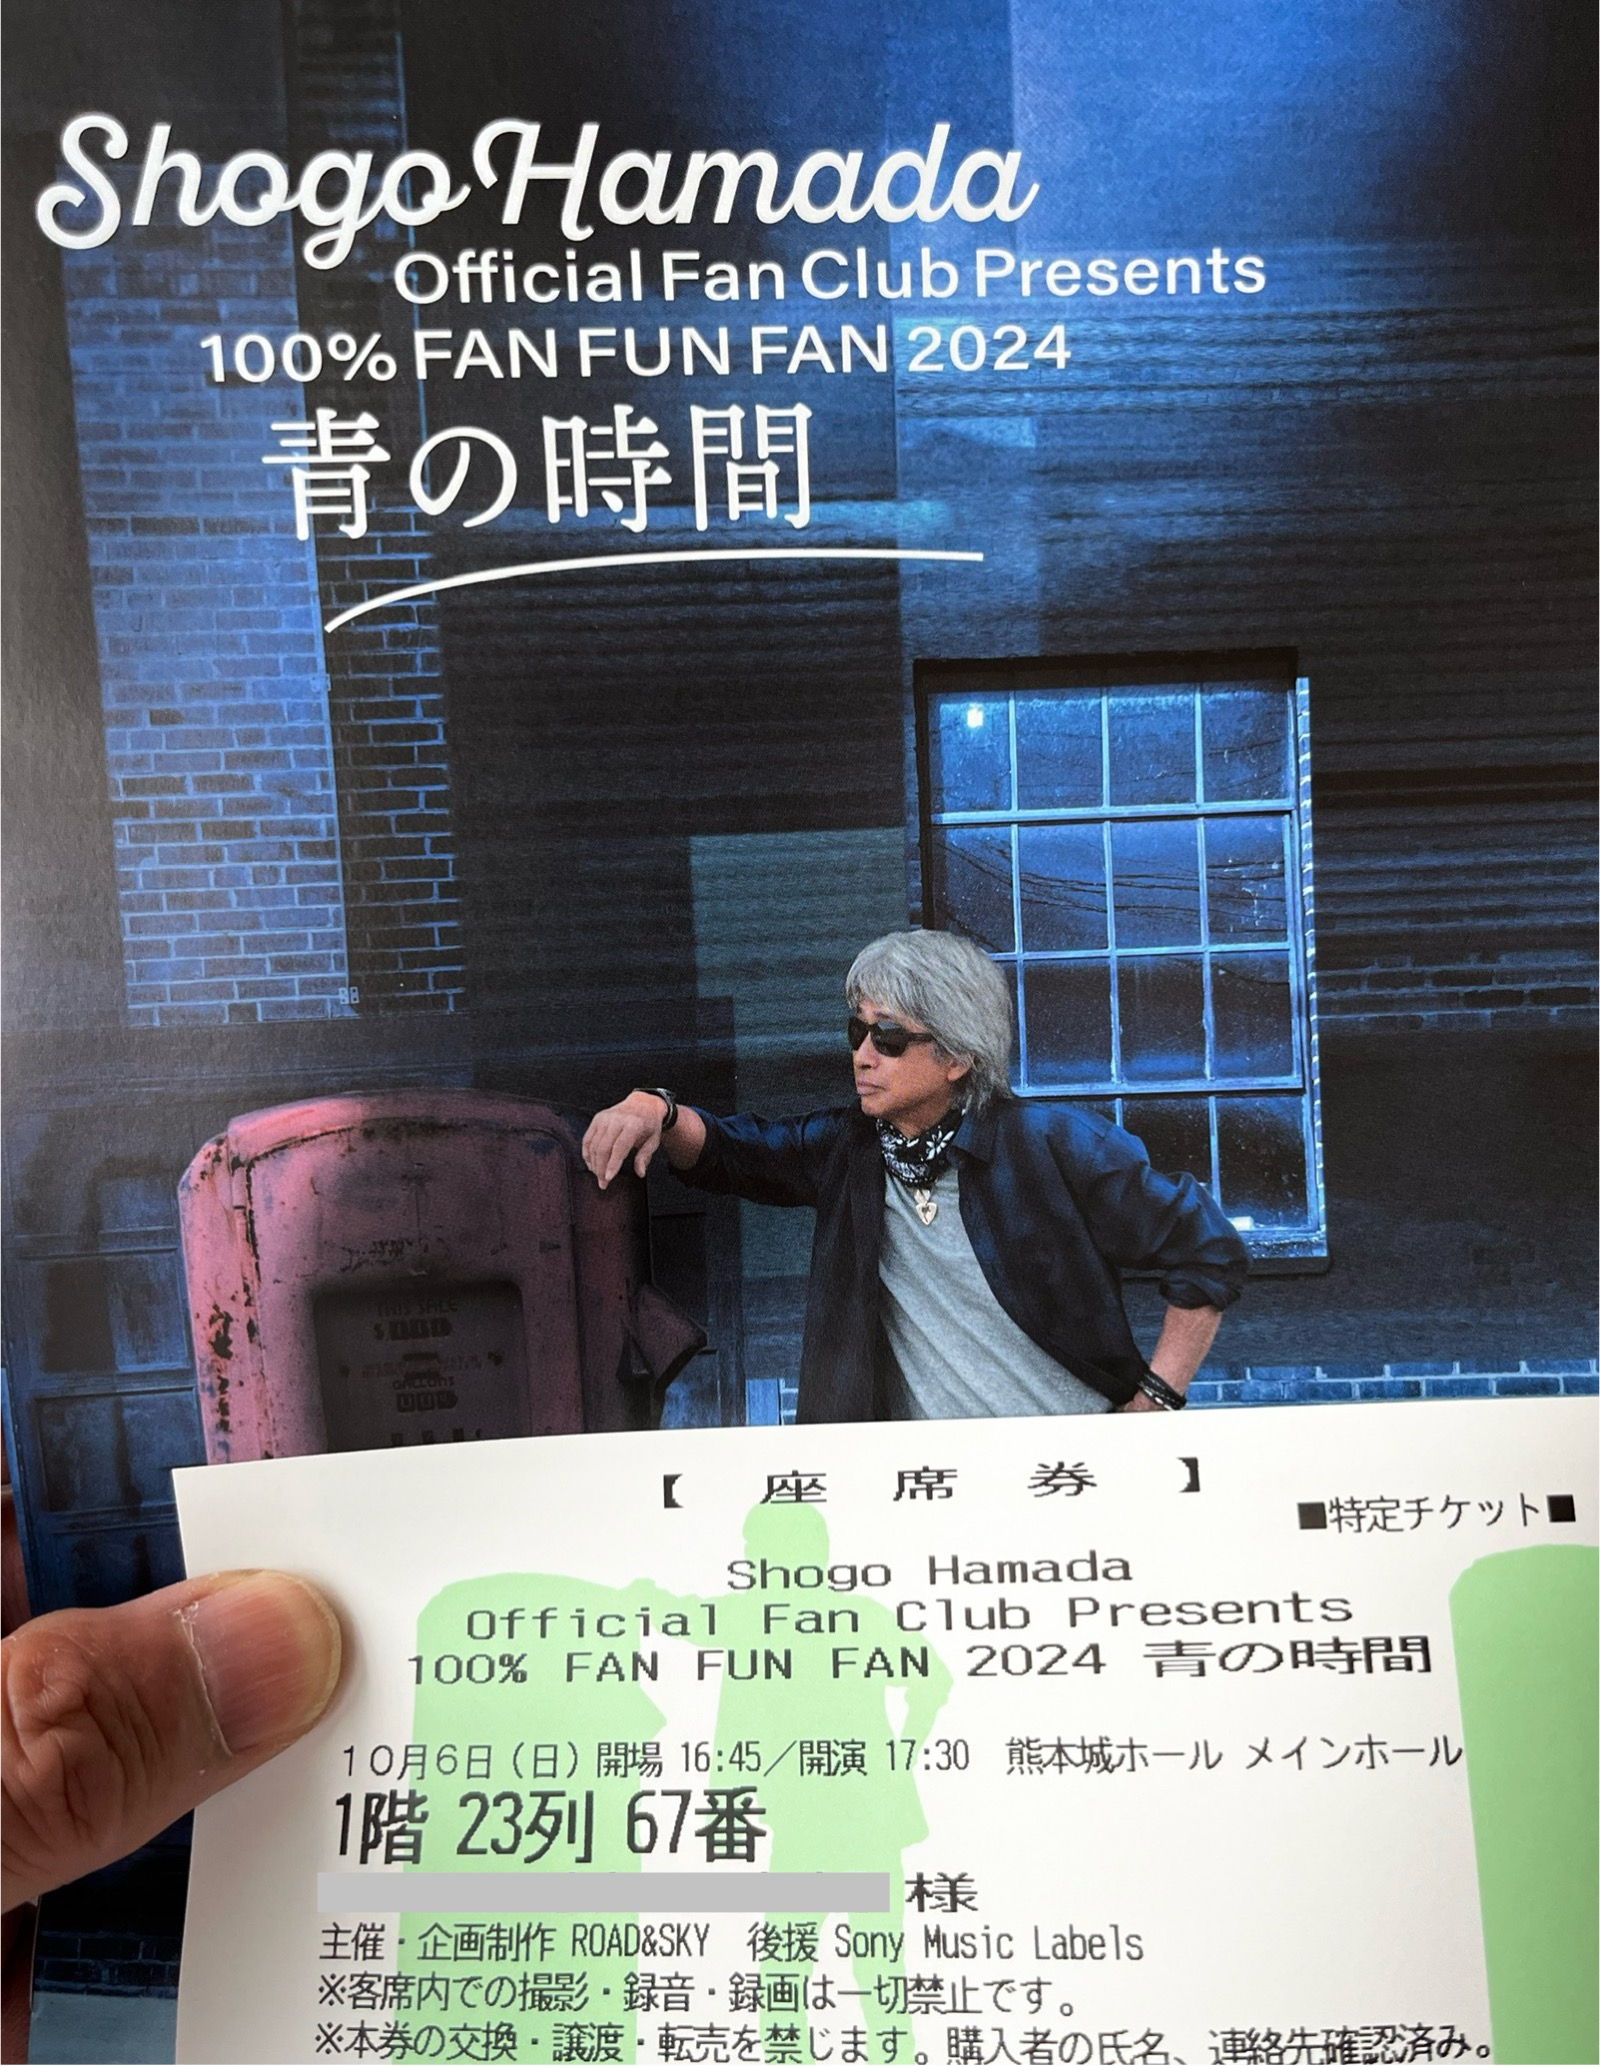 Shogo Hamada
Official Fan Club Presents
100% FAN FUN FAN 2024
青の時間
THIS SALE
GALLONS
【 座 席 券 】
■特定チケット■
Shogo Hamada
Official Fan Club Presents
100% FAN FUN FAN 2024 青の時間
10月6日（日）開場 16:45／開演 17:30 熊本城ホール メインホール
1階 23列 67番
様
主催・企画制作 ROAD&SKY 後援 Sony Music Labels
※客席内での撮影・録音・録画は一切禁止です。
※本券の交換・譲渡・転売を禁じます。購入者の氏名、連絡先確認済み。